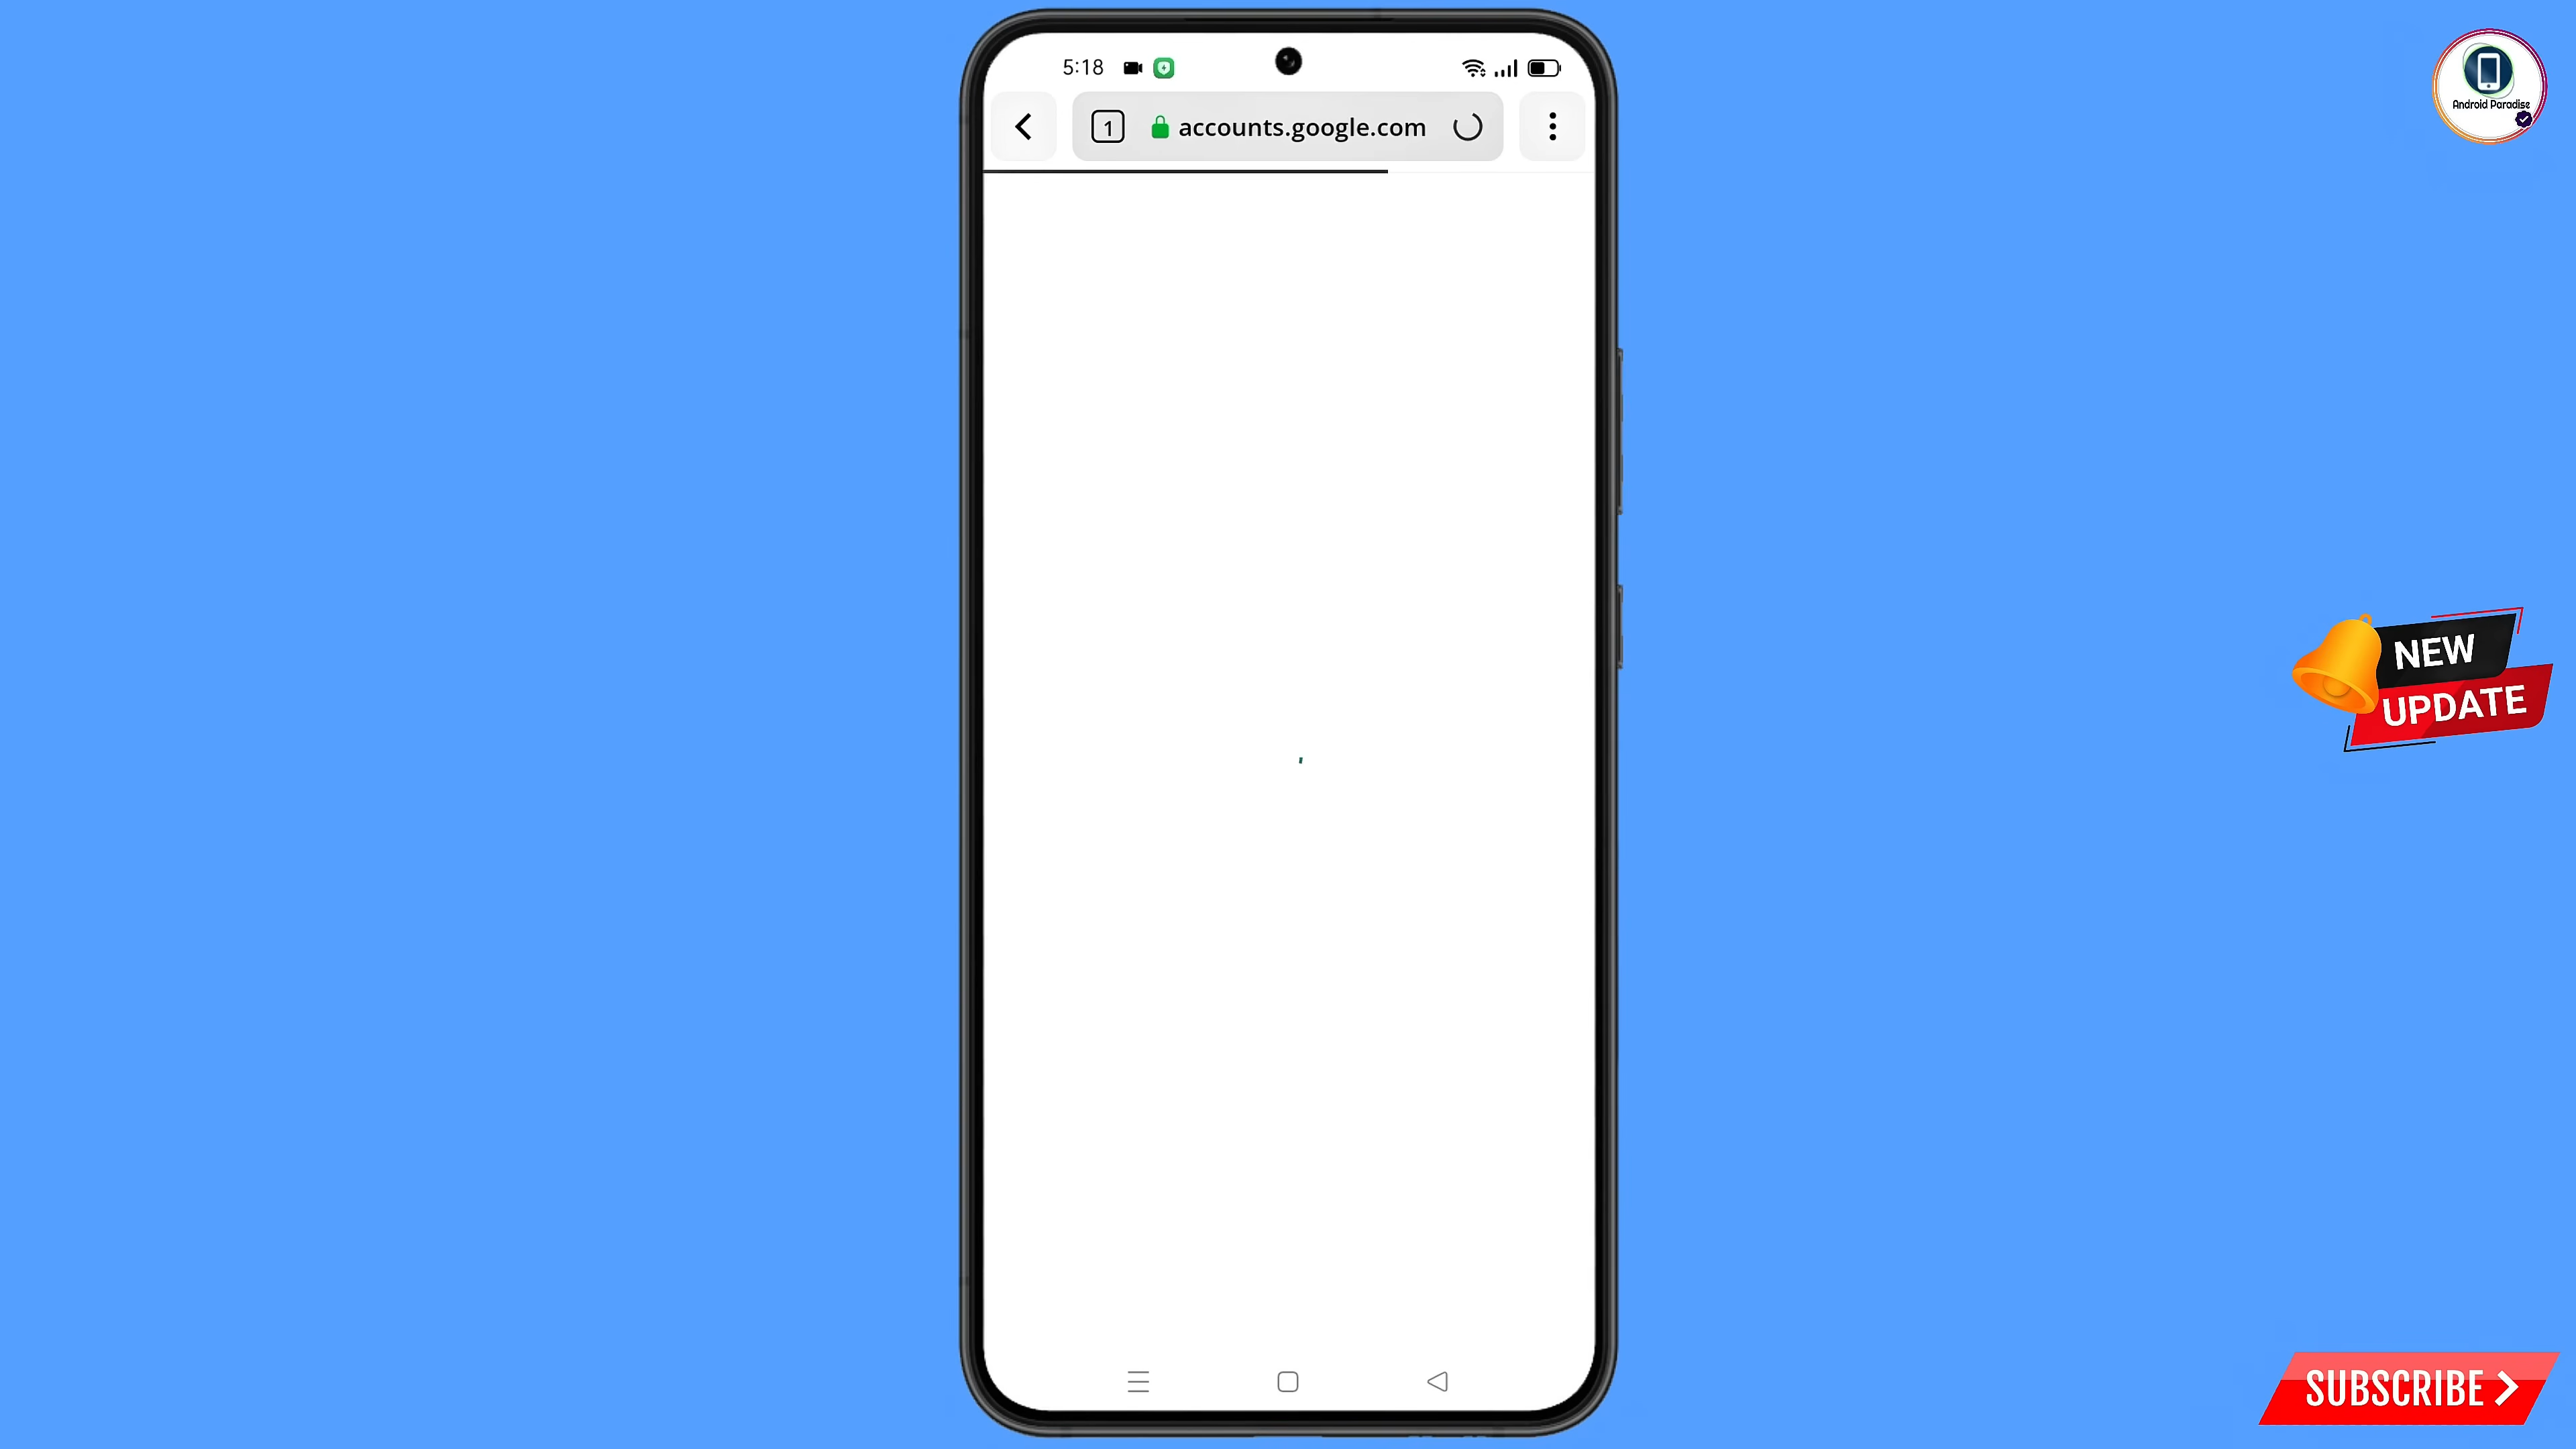 5:18
1
accounts.google.com
Android Paradise
NEW
UPDATE
SUBSCRIBE